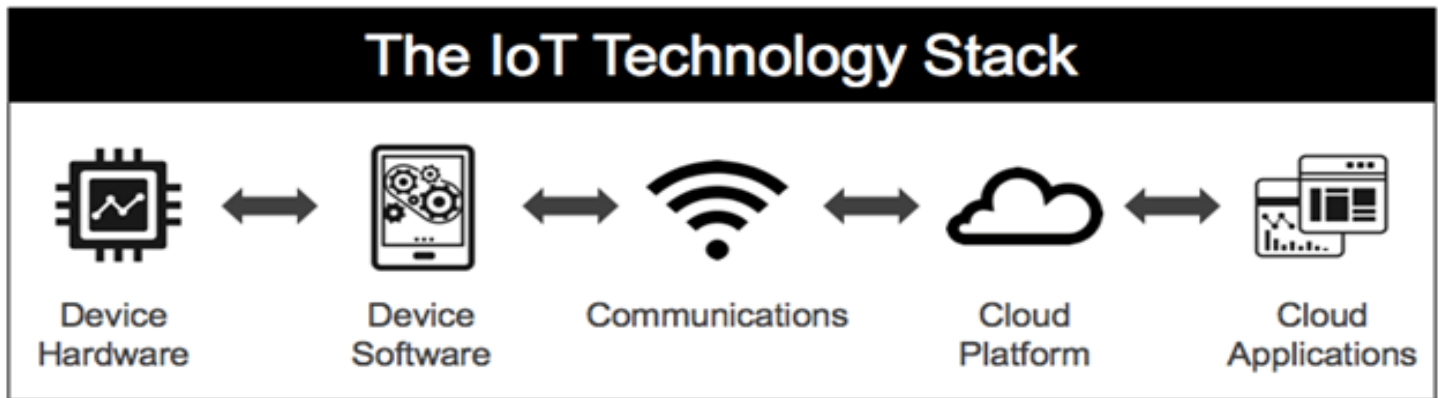 The IoT Technology Stack
Device
Hardware
Device
Software
Communications
Cloud
Platform
Cloud
Applications